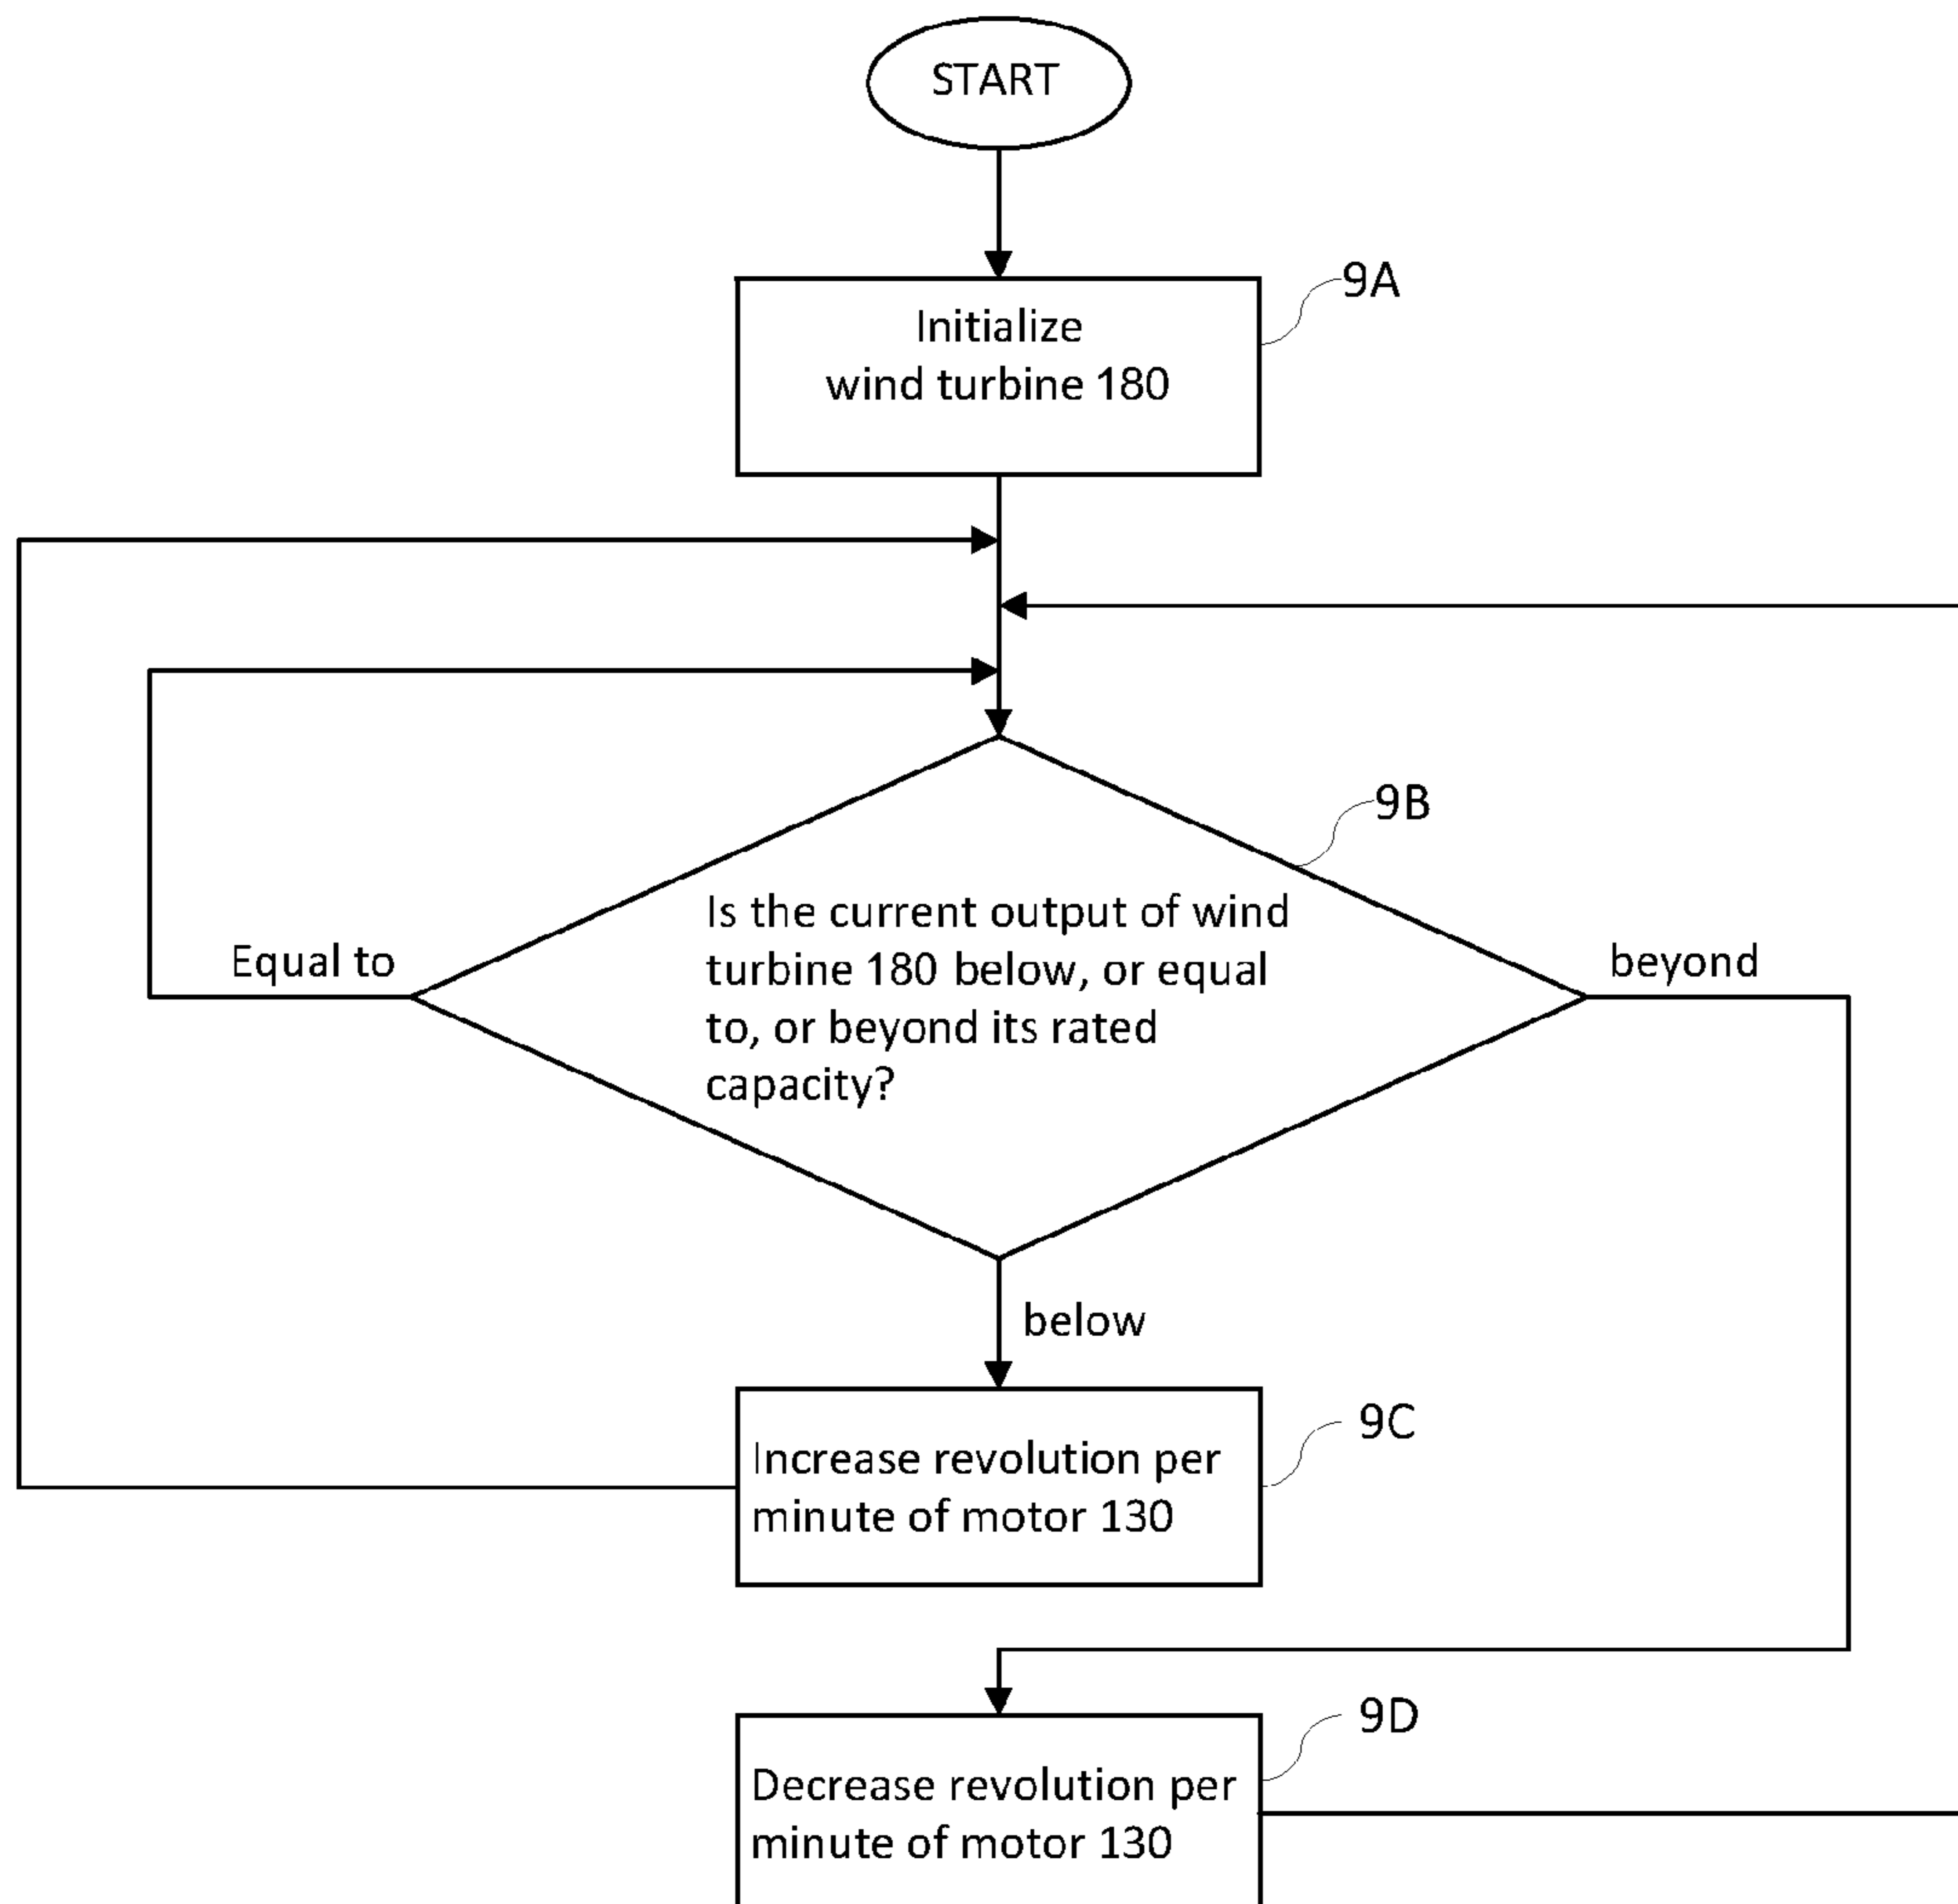 START
9A
Initialize
wind turbine 180
9B
Is the current output of wind
turbine 180 below, or equal
to, or beyond its rated
capacity?
Equal to
beyond
below
9C
Increase revolution per
minute of motor 130
9D
Decrease revolution per
minute of motor 130